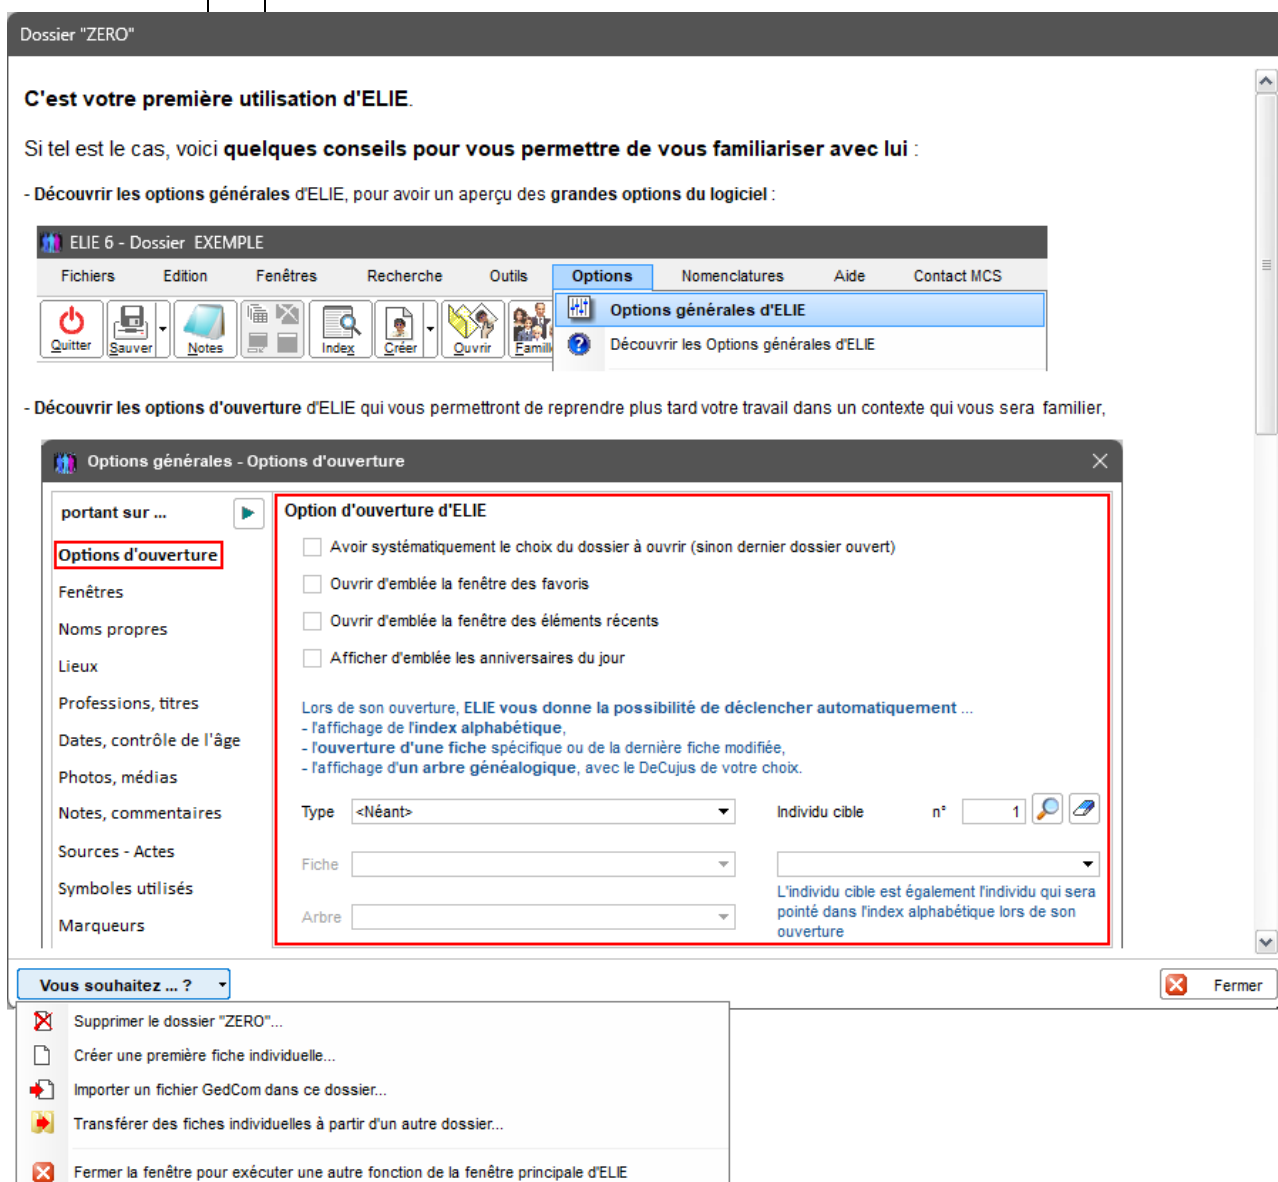 Dossier "ZERO"
C'est votre première utilisation d'ELIE.
Si tel est le cas, voici quelques conseils pour vous permettre de vous familiariser avec lui :
- Découvrir les options générales d'ELIE, pour avoir un aperçu des grandes options du logiciel :
ELIE 6 - Dossier EXEMPLE
Fichiers Edition Fenêtres Recherche Outils Options Nomenclatures Aide Contact MCS
Quitter Sauver Notes Index Créer Ouvrir Famill
Options générales d'ELIE
Découvrir les Options générales d'ELIE
- Découvrir les options d'ouverture d'ELIE qui vous permettront de reprendre plus tard votre travail dans un contexte qui vous sera familier,
Options générales - Options d'ouverture
portant sur ...
Options d'ouverture
Fenêtres
Noms propres
Lieux
Professions, titres
Dates, contrôle de l'âge
Photos, médias
Notes, commentaires
Sources - Actes
Symboles utilisés
Marqueurs
Option d'ouverture d'ELIE
Avoir systématiquement le choix du dossier à ouvrir (sinon dernier dossier ouvert)
Ouvrir d'emblée la fenêtre des favoris
Ouvrir d'emblée la fenêtre des éléments récents
Afficher d'emblée les anniversaires du jour
Lors de son ouverture, ELIE vous donne la possibilité de déclencher automatiquement ...
- l'affichage de l'index alphabétique,
- l'ouverture d'une fiche spécifique ou de la dernière fiche modifiée,
- l'affichage d'un arbre généalogique, avec le DeCujus de votre choix.
Type <Néant> Individu cible n° 1
Fiche
Arbre
L'individu cible est également l'individu qui sera
pointé dans l'index alphabétique lors de son
ouverture
Vous souhaitez ... ? Fermer
Supprimer le dossier "ZERO"...
Créer une première fiche individuelle...
Importer un fichier GedCom dans ce dossier...
Transférer des fiches individuelles à partir d'un autre dossier...
Fermer la fenêtre pour exécuter une autre fonction de la fenêtre principale d'ELIE